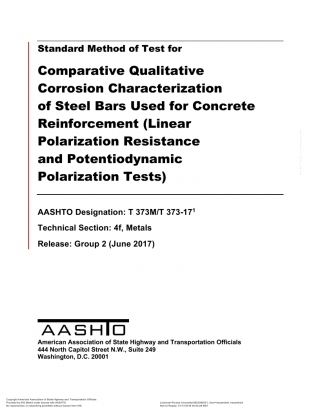 Standard Method of Test for
Comparative Qualitative
Corrosion Characterization
of Steel Bars Used for Concrete
Reinforcement (Linear
Polarization Resistance
and Potentiodynamic
Polarization Tests)
AASHTO Designation: T 373M/T 373-17¹
Technical Section: 4f, Metals
Release: Group 2 (June 2017)
AASHTO
American Association of State Highway and Transportation Officials
444 North Capitol Street N.W., Suite 249
Washington, D.C. 20001